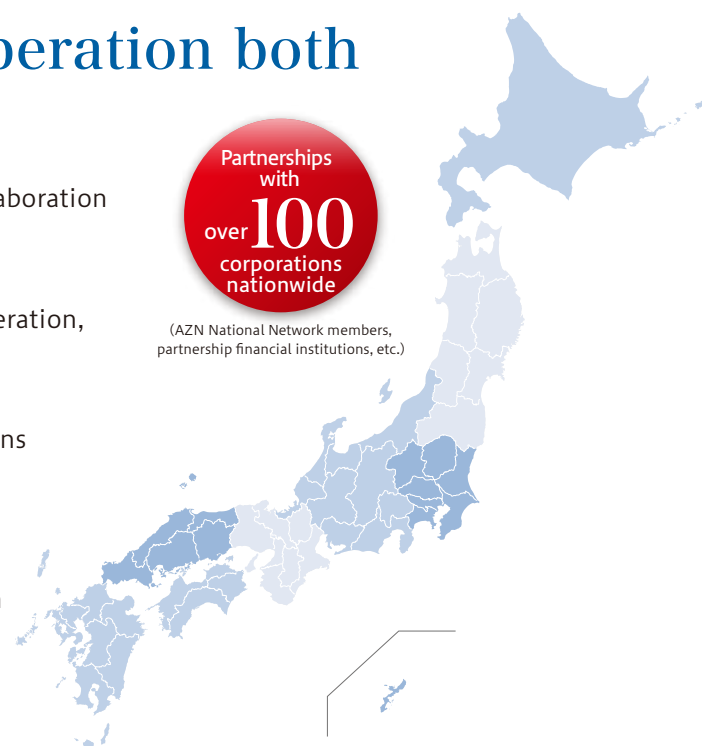 peration both
aboration
eration,
ns
Partnerships
with
over 100
corporations
nationwide
(AZN National Network members,
partnership financial institutions, etc.)